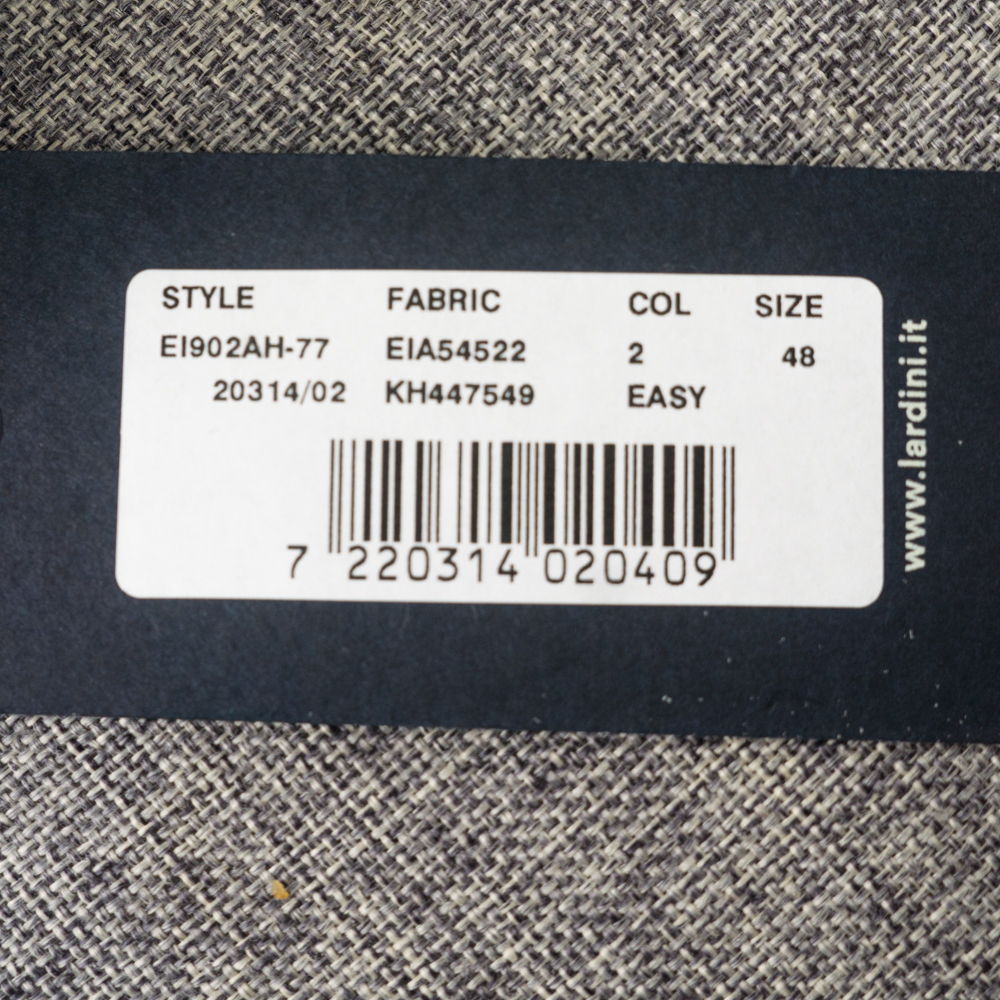 STYLE FABRIC COL SIZE
EI902AH-77 EIA54522 2 48
20314/02 KH447549 EASY
7 220314 020409
www.lardini.it